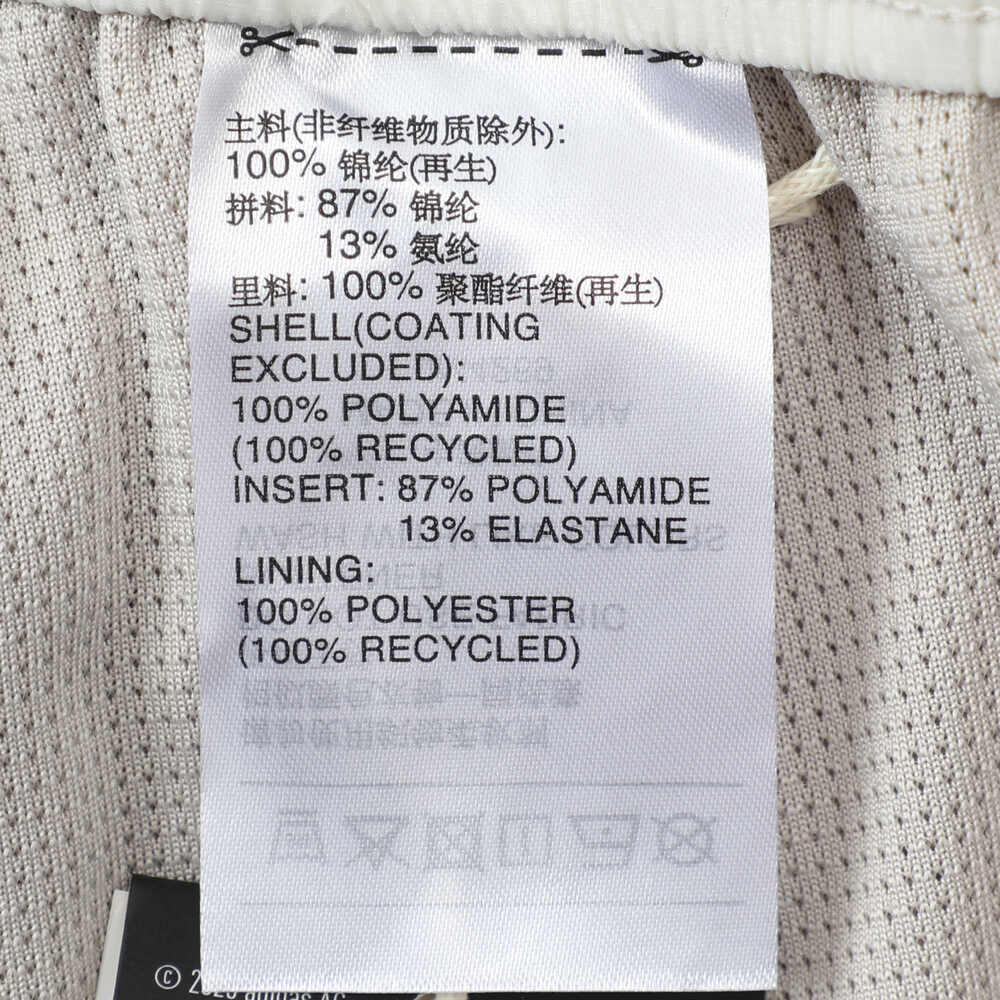 主料(非纤维物质除外):
100% 锦纶(再生)
拼料: 87% 锦纶
13% 氨纶
里料: 100% 聚酯纤维(再生)
SHELL(COATING
EXCLUDED):
100% POLYAMIDE
(100% RECYCLED)
INSERT: 87% POLYAMIDE
13% ELASTANE
LINING:
100% POLYESTER
(100% RECYCLED)
© adidas AG